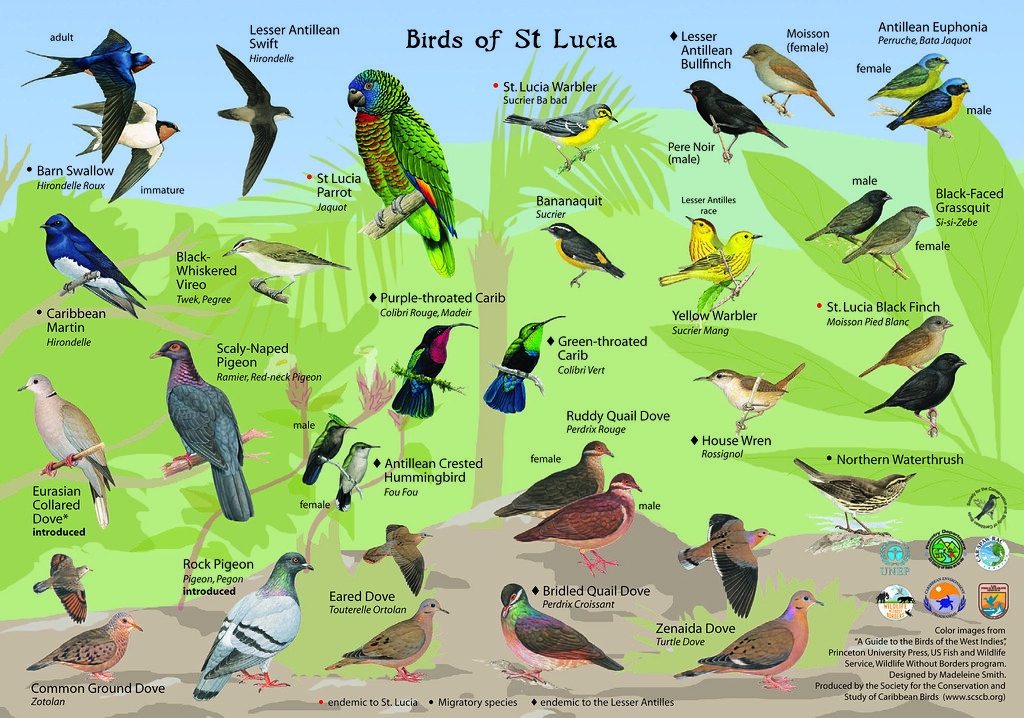 Birds of St Lucia
adult
Lesser Antillean
Swift
Hirondelle
• St. Lucia Warbler
Sucrier Ba bad
♦ Lesser
Antillean
Bullfinch
Moisson
(female)
Antillean Euphonia
Perruche, Bata Jaquot
female
male
Pere Noir
(male)
• Barn Swallow
Hirondelle Roux
immature
• St Lucia
Parrot
Jaquot
Bananaquit
Sucrier
Lesser Antilles
race
male
Black-Faced
Grassquit
Si-si-Zebe
female
Black-
Whiskered
Vireo
Twek, Pegree
• Caribbean
Martin
Hirondelle
♦ Purple-throated Carib
Colibri Rouge, Madeir
Yellow Warbler
Sucrier Mang
• St. Lucia Black Finch
Moisson Pied Blanc
Scaly-Naped
Pigeon
Ramier, Red-neck Pigeon
♦ Green-throated
Carib
Colibri Vert
male
♦ Antillean Crested
Hummingbird
Fou Fou
female
Ruddy Quail Dove
Perdrix Rouge
female
male
♦ House Wren
Rossignol
• Northern Waterthrush
Eurasian
Collared
Dove*
introduced
Rock Pigeon
Pigeon, Pegon
introduced
Eared Dove
Touterelle Ortolan
♦ Bridled Quail Dove
Perdrix Croissant
Zenaida Dove
Turtle Dove
Common Ground Dove
Zotolan
UNEP
WILDLIFE
Color images from
"A Guide to the Birds of the West Indies",
Princeton University Press, US Fish and Wildlife
Service, Wildlife Without Borders program.
Designed by Madeleine Smith.
Produced by the Society for the Conservation and
Study of Caribbean Birds (www.scscb.org)
• endemic to St. Lucia • Migratory species ♦ endemic to the Lesser Antilles